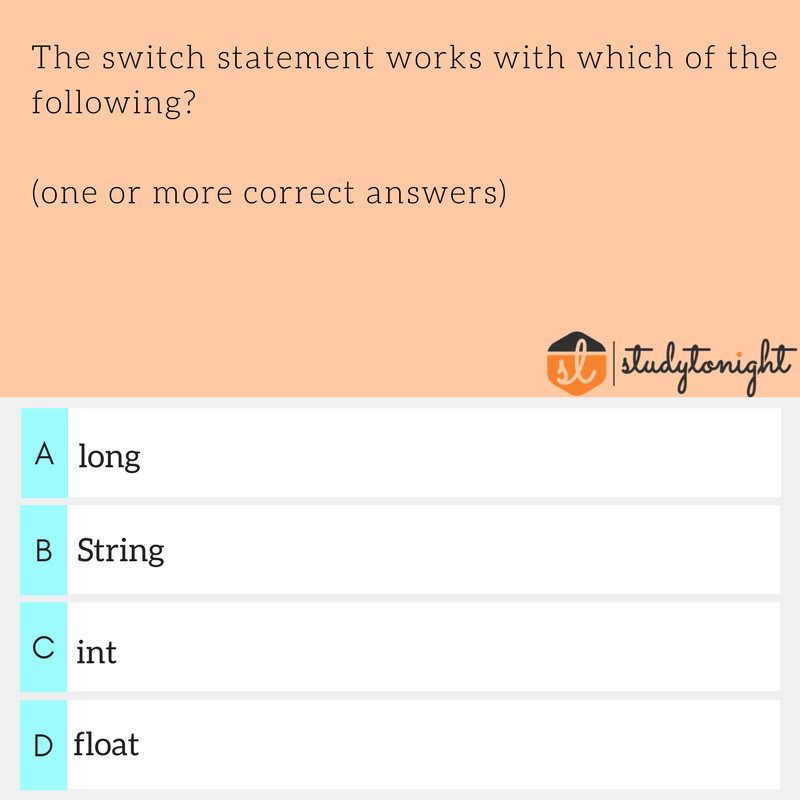 The switch statement works with which of the
following?
(one or more correct answers)
sl | studytonight
A long
B String
C int
D float